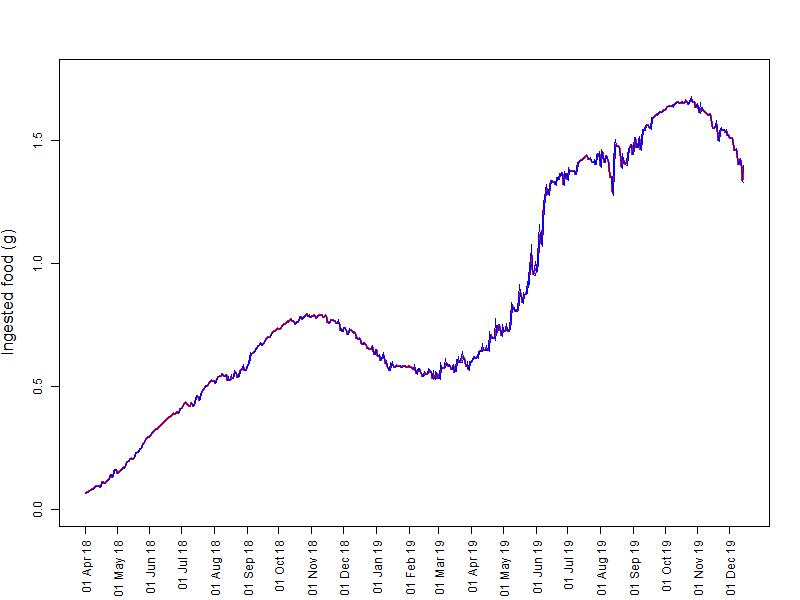 Ingested food (g)
1.5
1.0
0.5
0.0
01 Apr 18
01 May 18
01 Jun 18
01 Jul 18
01 Aug 18
01 Sep 18
01 Oct 18
01 Nov 18
01 Dec 18
01 Jan 19
01 Feb 19
01 Mar 19
01 Apr 19
01 May 19
01 Jun 19
01 Jul 19
01 Aug 19
01 Sep 19
01 Oct 19
01 Nov 19
01 Dec 19